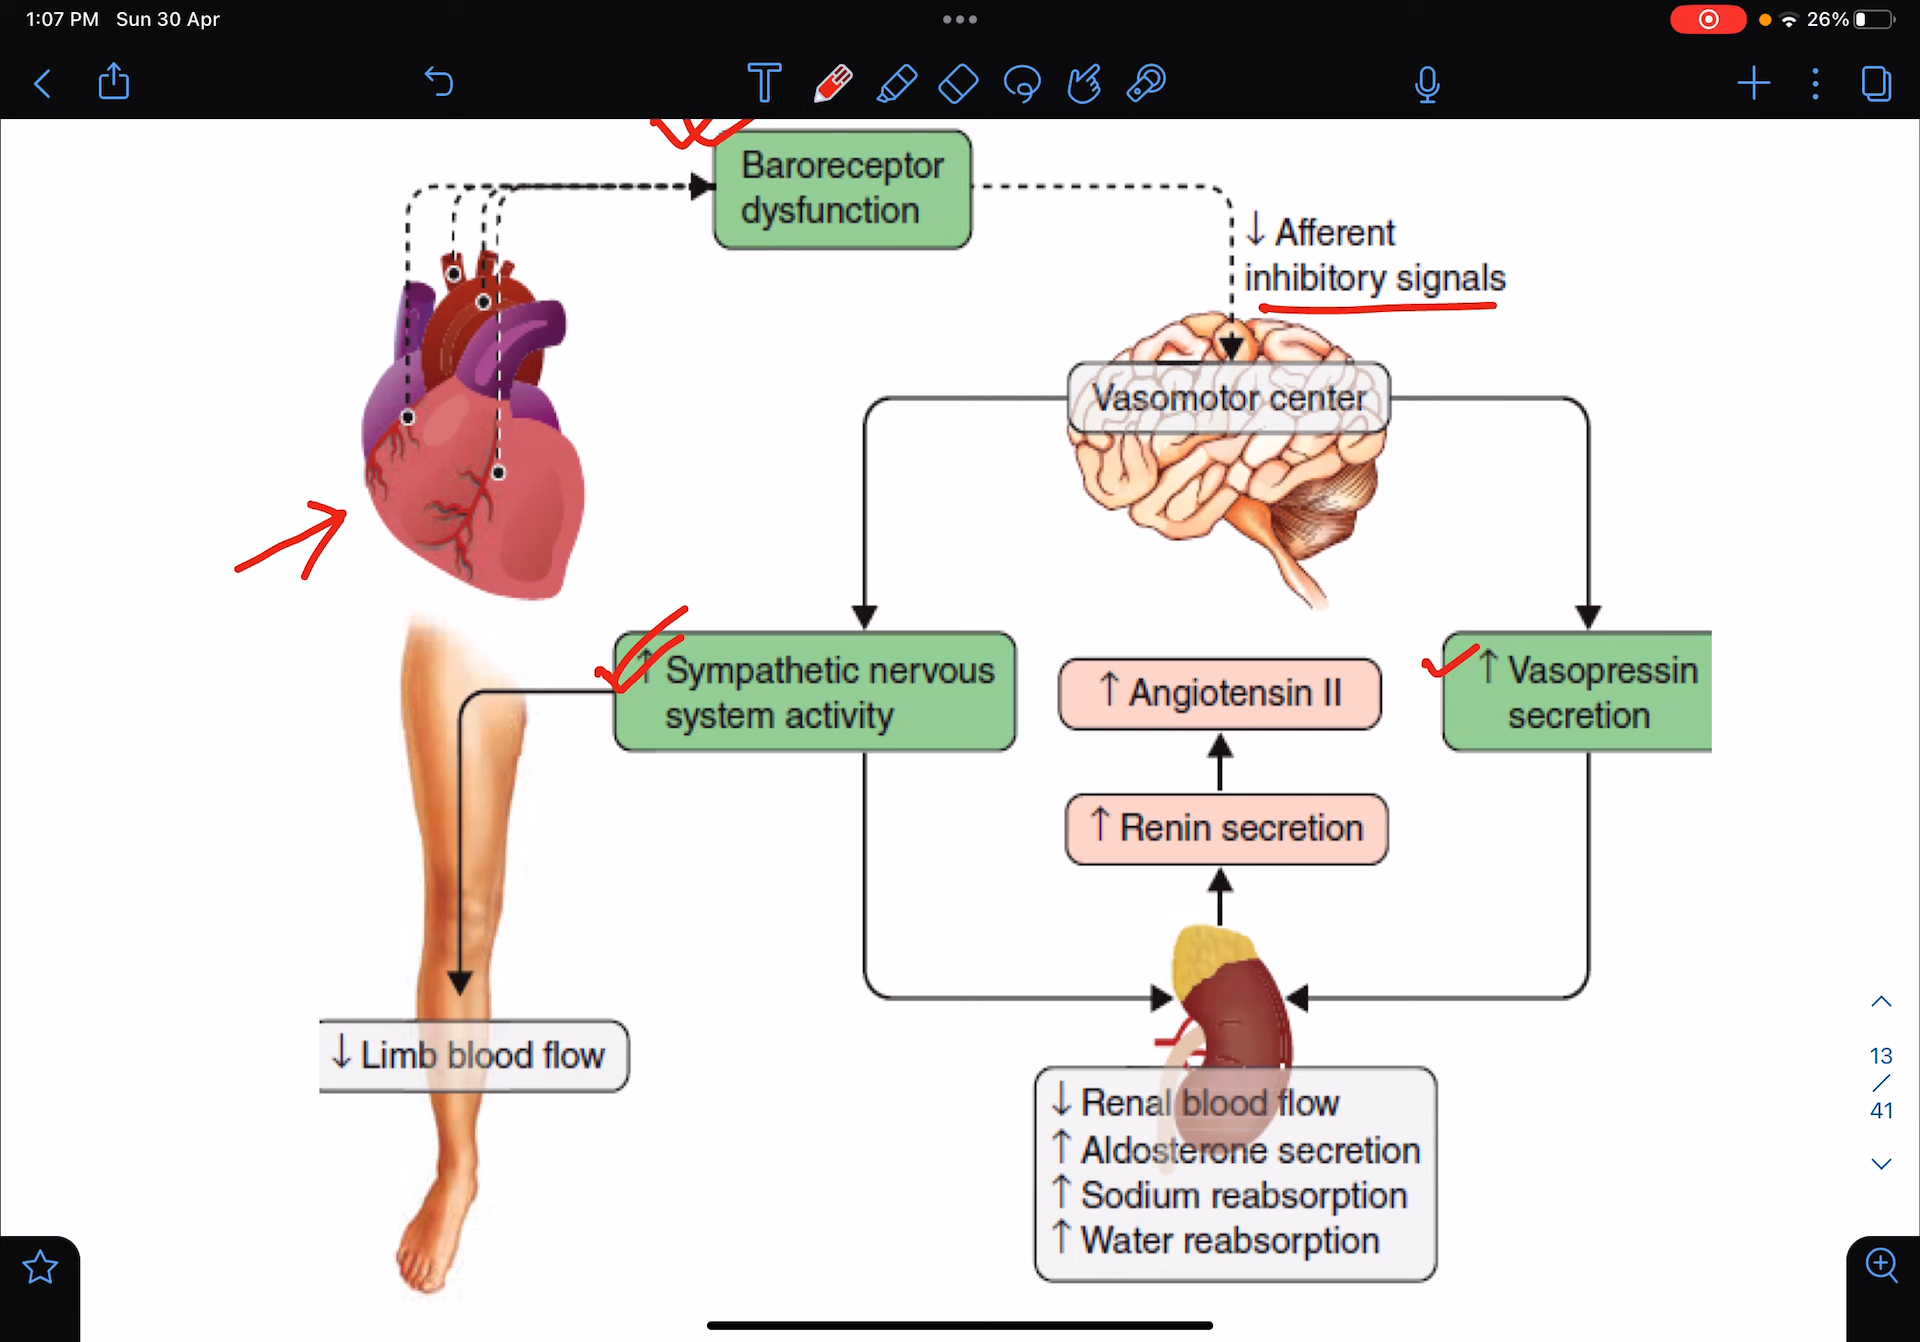 1:07 PM Sun 30 Apr
26%
Baroreceptor
dysfunction
↓ Afferent
inhibitory signals
Vasomotor center
↑ Sympathetic nervous
system activity
↑ Angiotensin II
↑ Vasopressin
secretion
↑ Renin secretion
↓ Limb blood flow
↓ Renal blood flow
↑ Aldosterone secretion
↑ Sodium reabsorption
↑ Water reabsorption
13
/
41